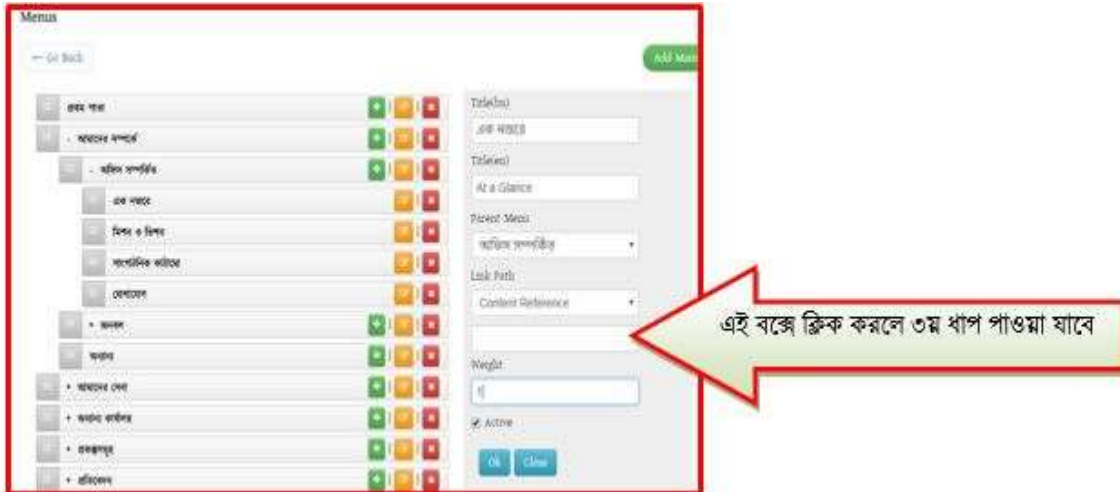 Menus
← Go Back
Add Menu
প্রথম পাতা
- আমাদের সম্পর্কে
- অফিস সম্পর্কিত
এক নজরে
মিশন ও ভিশন
সাংগঠনিক কাঠামো
যোগাযোগ
+ জনবল
অন্যান্য
+ আমাদের সেবা
+ অন্যান্য কার্যালয়
+ প্রকল্পসমূহ
+ প্রতিবেদন
Title(bn)
এক নজরে
Title(en)
At a Glance
Parent Menu
অফিস সম্পর্কিত
Link Path
Content Reference
Weight
1
Active
Ok Close
এই বক্সে ক্লিক করলে ৩য় ধাপ পাওয়া যাবে